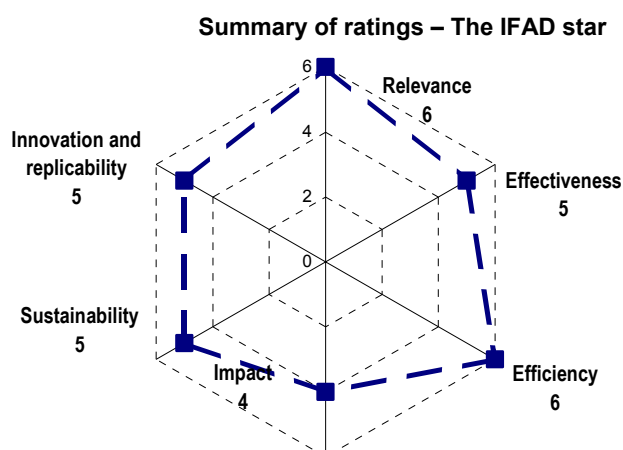 Summary of ratings – The IFAD star
6
Relevance
6
4
Innovation and
replicability
5
Effectiveness
5
2
0
Sustainability
5
Impact
4
Efficiency
6